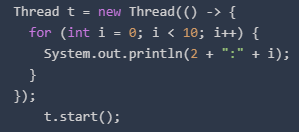 Thread t = new Thread(() -> {
  for (int i = 0; i < 10; i++) {
    System.out.println(2 + ":" + i);
  }
});
    t.start();